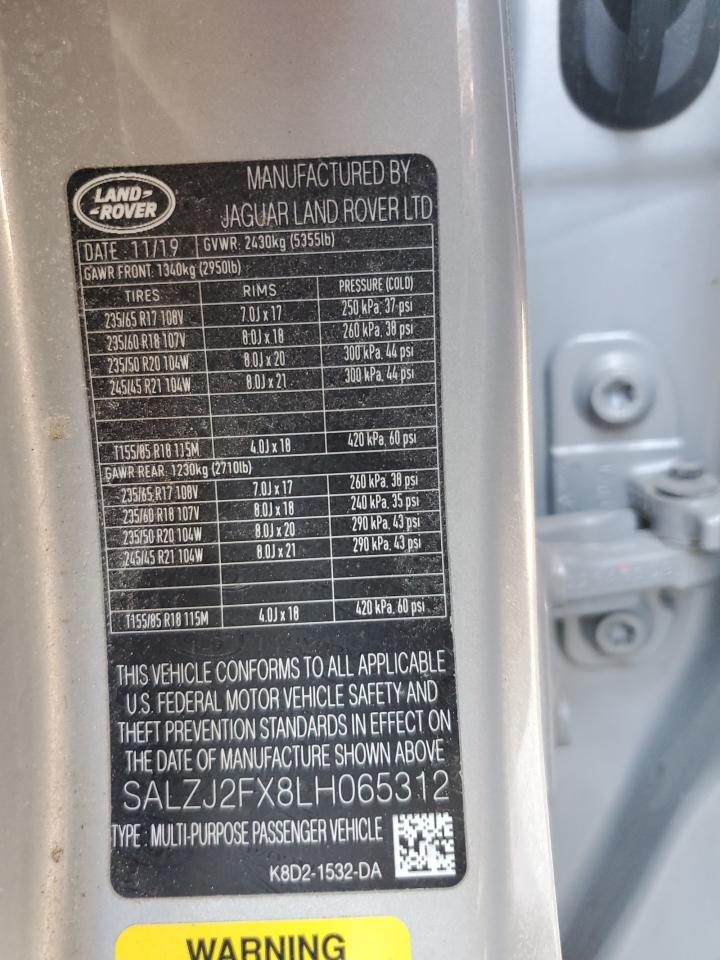 LAND-
-ROVER
MANUFACTURED BY
JAGUAR LAND ROVER LTD
DATE 11/19 GVWR: 2430kg (5355lb)
GAWR FRONT: 1340kg (2950lb)
TIRES RIMS PRESSURE (COLD)
235/65 R17 108V 7.0J x 17 250 kPa, 37 psi
235/60 R18 107V 8.0J x 18 260 kPa, 38 psi
235/50 R20 104W 8.0J x 20 300 kPa, 44 psi
245/45 R21 104W 8.0J x 21 300 kPa, 44 psi
T155/85 R18 115M 4.0J x 18 420 kPa, 60 psi
GAWR REAR: 1230kg (2710lb)
235/65 R17 108V 7.0J x 17 260 kPa, 38 psi
235/60 R18 107V 8.0J x 18 240 kPa, 35 psi
235/50 R20 104W 8.0J x 20 290 kPa, 43 psi
245/45 R21 104W 8.0J x 21 290 kPa, 43 psi
T155/85 R18 115M 4.0J x 18 420 kPa, 60 psi
THIS VEHICLE CONFORMS TO ALL APPLICABLE
U.S. FEDERAL MOTOR VEHICLE SAFETY AND
THEFT PREVENTION STANDARDS IN EFFECT ON
THE DATE OF MANUFACTURE SHOWN ABOVE
SALZJ2FX8LH065312
TYPE: MULTI-PURPOSE PASSENGER VEHICLE
K8D2-1532-DA
WARNING